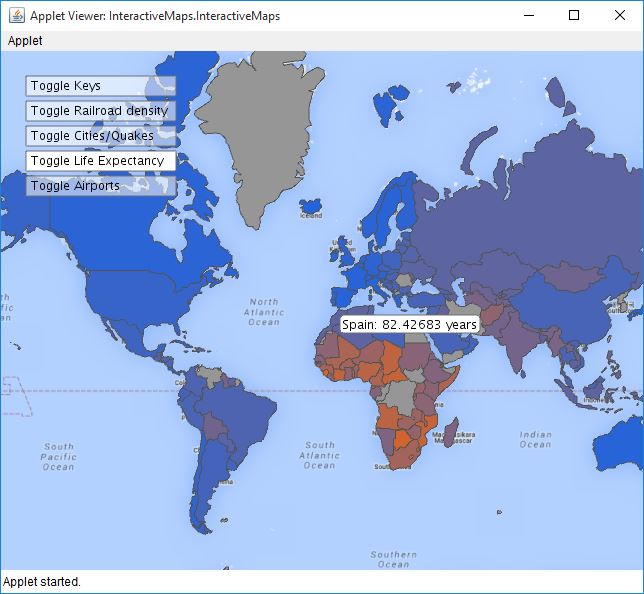 Applet Viewer: InteractiveMaps.InteractiveMaps
Applet
Toggle Keys
Toggle Railroad density
Toggle Cities/Quakes
Toggle Life Expectancy
Toggle Airports
Iceland
United
North
Atlantic
Ocean
Spain: 82.42683 years
South
Pacific
Ocean
South
Atlantic
Ocean
Madagasikara
Madagascar
Indian
Ocean
Southern
Ocean
Applet started.